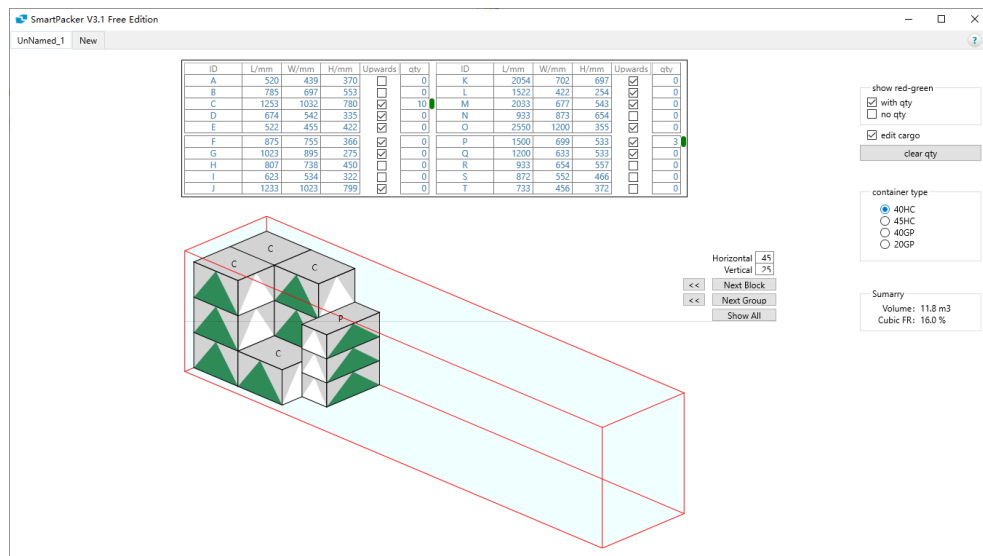 SmartPacker V3.1 Free Edition
UnNamed_1 New
?
ID L/mm W/mm H/mm Upwards qty ID L/mm W/mm H/mm Upwards qty
A 520 439 370 0 K 2054 702 697 0
B 785 697 553 0 L 1522 422 254 0
C 1253 1032 780 10 M 2033 677 543 0
D 674 542 335 0 N 933 873 654 0
E 522 455 422 0 O 2550 1200 355 0
F 875 755 366 0 P 1500 699 533 3
G 1023 895 275 0 Q 1200 633 533 0
H 807 738 450 0 R 933 654 557 0
I 623 534 322 0 S 872 552 466 0
J 1233 1023 799 0 T 733 456 372 0
show red-green
with qty
no qty
edit cargo
clear qty
container type
40HC
45HC
40GP
20GP
C
C
C
P
C
Horizontal 45
Vertical 25
<< Next Block
<< Next Group
Show All
Sumarry
Volume: 11.8 m3
Cubic FR: 16.0 %